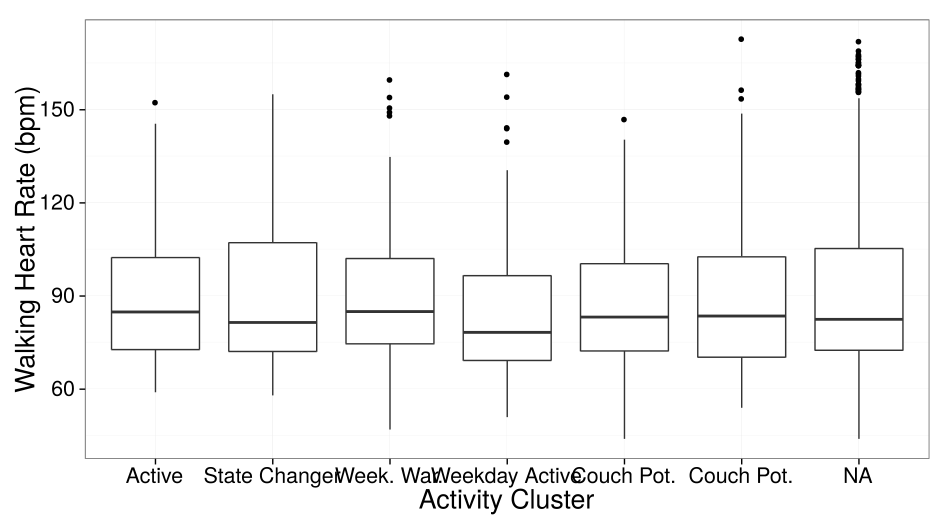 Walking Heart Rate (bpm)
150
120
90
60
Active State Changer Week. War. Weekday Active Couch Pot. Couch Pot. NA
Activity Cluster